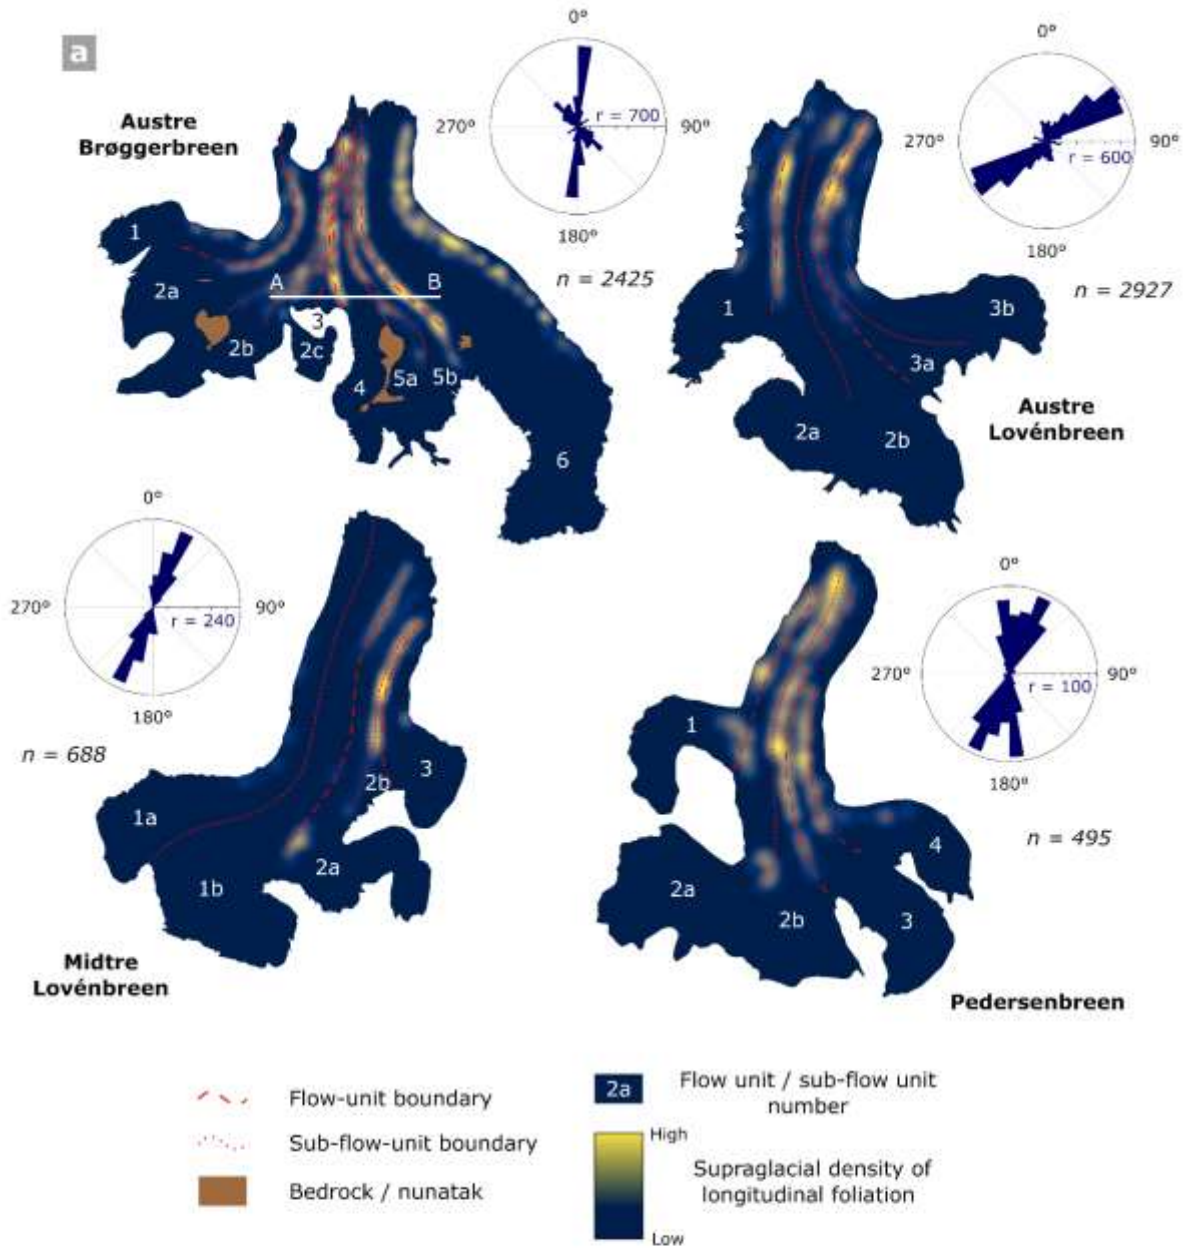 a
Austre
Brøggerbreen
0°
270°
r = 700
90°
180°
n = 2425
1
2a
A
B
2b
3
2c
4
5a
5b
6
0°
270°
r = 600
90°
180°
n = 2927
1
3b
3a
2a
2b
Austre
Lovénbreen
0°
270°
r = 240
90°
180°
n = 688
1a
1b
2a
2b
3
Midtre
Lovénbreen
0°
270°
r = 100
90°
180°
n = 495
1
2a
2b
3
4
Pedersenbreen
Flow-unit boundary
Sub-flow-unit boundary
Bedrock / nunatak
2a
Flow unit / sub-flow unit
number
High
Supraglacial density of
longitudinal foliation
Low